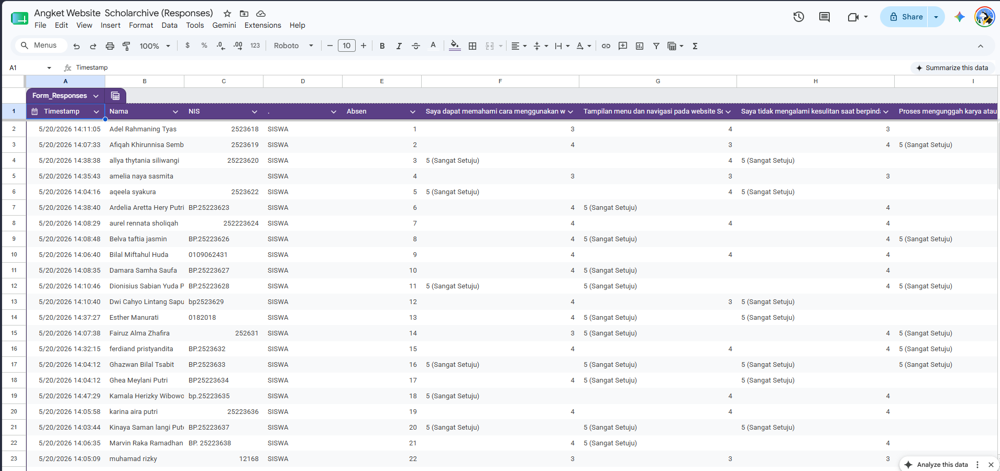 Angket Website Scholarchive (Responses)
File Edit View Insert Format Data Tools Gemini Extensions Help
Share
Menus 100% $ % .0 .00 123 Roboto − 10 + B I S A Σ
A1 fx Timestamp Summarize this data
A B C D E F G H I
Form_Responses
1 Timestamp Nama NIS . Absen Saya dapat memahami cara menggunakan w Tampilan menu dan navigasi pada website Sc Saya tidak mengalami kesulitan saat berpinda Proses mengunggah karya atau
2 5/20/2026 14:11:05 Adel Rahmaning Tyas 2523618 SISWA 1 3 4 3
3 5/20/2026 14:07:33 Afiqah Khirunnisa Semb 2523619 SISWA 2 4 3 4 5 (Sangat Setuju)
4 5/20/2026 14:38:38 allya thytania siliwangi 25223620 SISWA 3 5 (Sangat Setuju) 4 5 (Sangat Setuju)
5 5/20/2026 14:35:43 amelia naya sasmita SISWA 4 3 3 3
6 5/20/2026 14:04:16 aqeela syakura 2523622 SISWA 5 5 (Sangat Setuju) 4 5 (Sangat Setuju)
7 5/20/2026 14:38:40 Ardelia Aretta Hery Putri BP.25223623 SISWA 6 4 5 (Sangat Setuju) 4
8 5/20/2026 14:08:29 aurel rennata sholiqah 252223624 SISWA 7 4 4 4
9 5/20/2026 14:08:48 Belva taftia jasmin BP.25223626 SISWA 8 4 5 (Sangat Setuju) 4 5 (Sangat Setuju)
10 5/20/2026 14:06:40 Bilal Miftahul Huda 0109062431 SISWA 9 4 4 4
11 5/20/2026 14:08:35 Damara Samha Saufa BP.25223627 SISWA 10 4 5 (Sangat Setuju) 4
12 5/20/2026 14:10:46 Dionisius Sabian Yuda P BP.25223628 SISWA 11 5 (Sangat Setuju) 5 (Sangat Setuju) 4 5 (Sangat Setuju)
13 5/20/2026 14:10:40 Dwi Cahyo Lintang Sapu bp2523629 SISWA 12 4 3 5 (Sangat Setuju)
14 5/20/2026 14:37:27 Esther Manurati 0182018 SISWA 13 4 5 (Sangat Setuju) 5 (Sangat Setuju)
15 5/20/2026 14:07:38 Fairuz Alma Zhafira 252631 SISWA 14 3 5 (Sangat Setuju) 4 5 (Sangat Setuju)
16 5/20/2026 14:32:15 ferdiand pristyandita BP.2523632 SISWA 15 4 4 4 5 (Sangat Setuju)
17 5/20/2026 14:04:12 Ghazwan Bilal Tsabit BP.2523633 SISWA 16 5 (Sangat Setuju) 5 (Sangat Setuju) 5 (Sangat Setuju) 5 (Sangat Setuju)
18 5/20/2026 14:04:12 Ghea Meylani Putri BP25223634 SISWA 17 4 5 (Sangat Setuju) 5 (Sangat Setuju)
19 5/20/2026 14:47:29 Kamala Herizky Wibowo bp.25223635 SISWA 18 5 (Sangat Setuju) 4 4
20 5/20/2026 14:05:58 karina aira putri 25223636 SISWA 19 4 4 4
21 5/20/2026 14:03:44 Kinaya Saman langi Pute BP.25223637 SISWA 20 5 (Sangat Setuju) 5 (Sangat Setuju) 5 (Sangat Setuju)
22 5/20/2026 14:06:35 Marvin Raka Ramadhan BP. 25223638 SISWA 21 4 5 (Sangat Setuju) 4
23 5/20/2026 14:05:09 muhamad rizky 12168 SISWA 22 3 3 3
Analyze this data